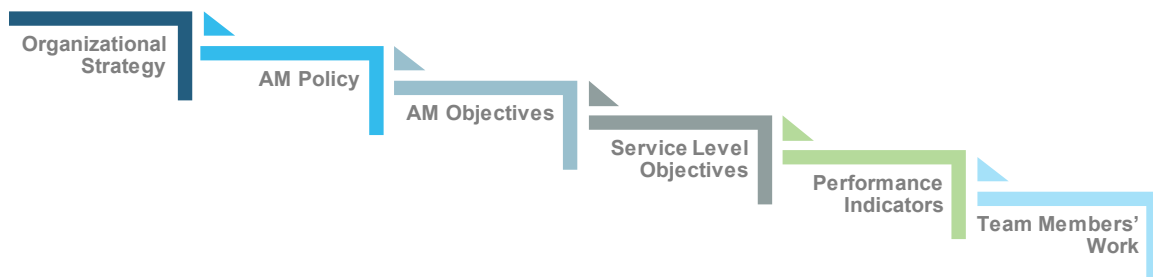 Organizational
Strategy
AM Policy
AM Objectives
Service Level
Objectives
Performance
Indicators
Team Members’
Work